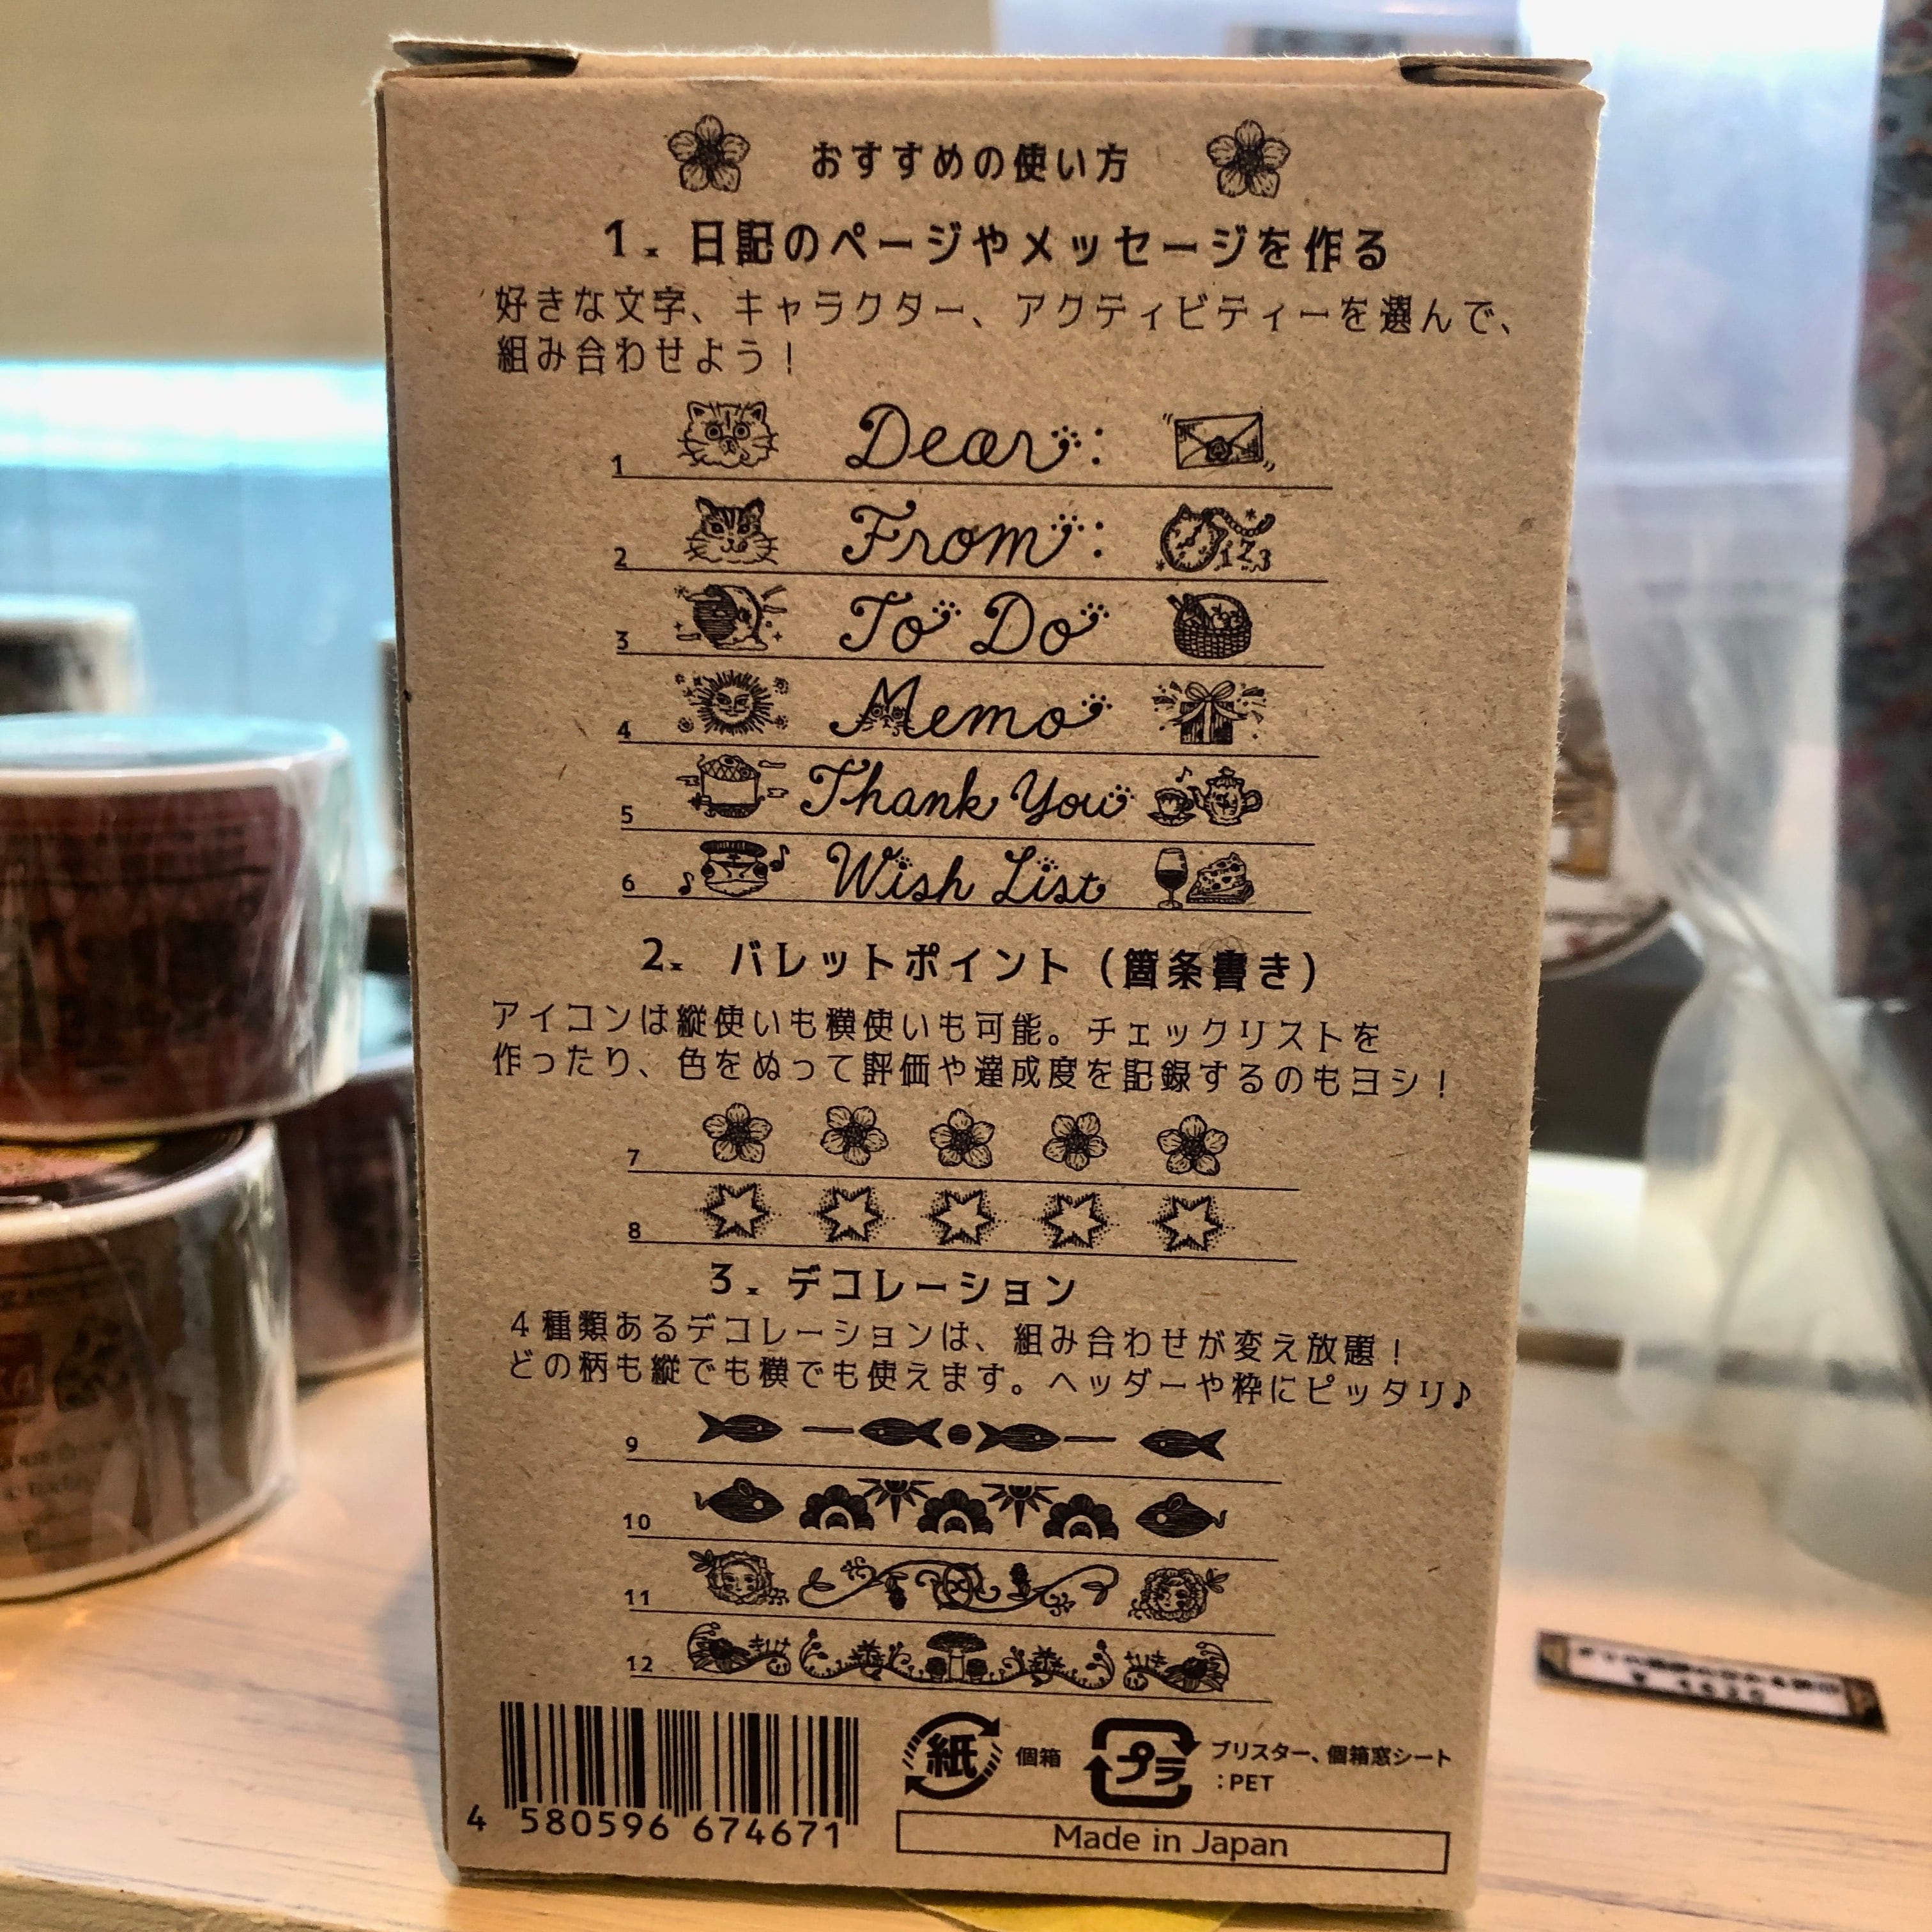 おすすめの使い方
1. 日記のページやメッセージを作る
好きな文字、キャラクター、アクティビティーを選んで、
組み合わせよう！
1 Dear :
2 From : 123
3 To Do
4 Memo
5 Thank You
6 Wish List
2. バレットポイント（箇条書き）
アイコンは縦使いも横使いも可能。チェックリストを
作ったり、色をぬって評価や達成度を記録するのもヨシ！
7
8
3. デコレーション
4種類あるデコレーションは、組み合わせが変え放題！
どの柄も縦でも横でも使えます。ヘッダーや枠にピッタリ♪
9
10
11
12
4 580596 674671
紙 個箱 プラ ブリスター、個箱窓シート
:PET
Made in Japan